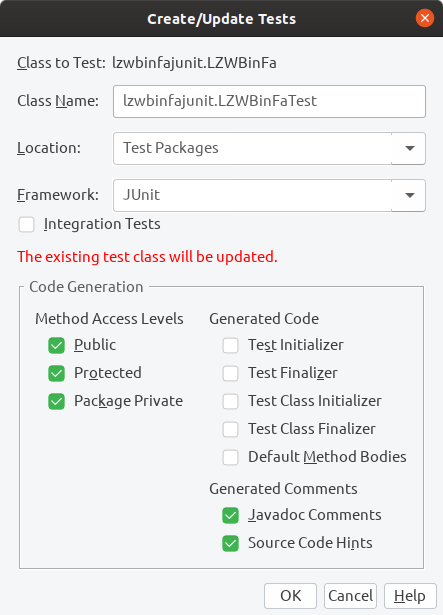 Create/Update Tests
Class to Test: lzwbinfajunit.LZWBinFa
Class Name: lzwbinfajunit.LZWBinFaTest
Location: Test Packages
Framework: JUnit
Integration Tests
The existing test class will be updated.
Code Generation
Method Access Levels
Public
Protected
Package Private
Generated Code
Test Initializer
Test Finalizer
Test Class Initializer
Test Class Finalizer
Default Method Bodies
Generated Comments
Javadoc Comments
Source Code Hints
OK Cancel Help